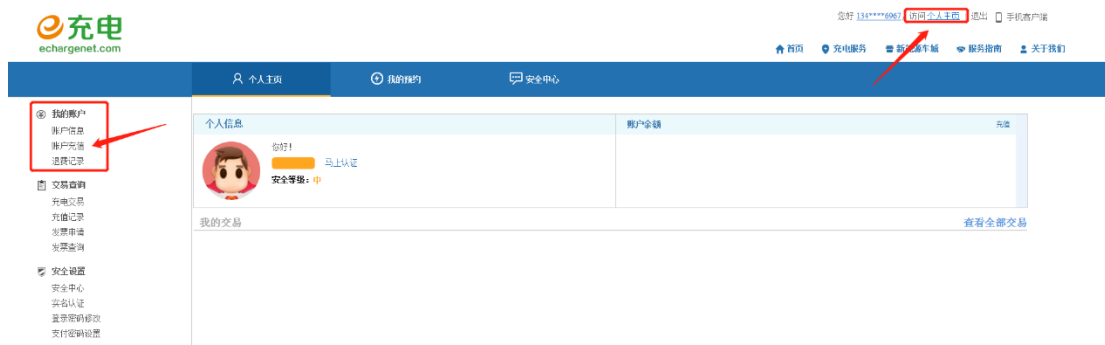 您好 134****6967, 访问个人主页 退出 手机客户端
e充电
echargenet.com
首页 充电服务 新能源车城 服务指南 关于我们
个人主页 我的预约 安全中心
我的账户
账户信息
账户充值
退费记录
交易查询
充电交易
充值记录
发票申请
发票查询
安全设置
安全中心
实名认证
登录密码修改
支付密码设置
个人信息
你好!
马上认证
安全等级:中
账户余额 充值
我的交易 查看全部交易